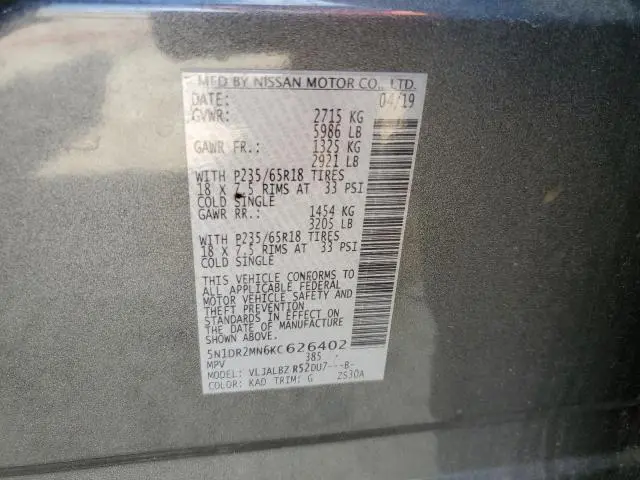 MFD BY NISSAN MOTOR CO., LTD.
DATE: 04/19
GVWR: 2715 KG
5986 LB
GAWR FR.: 1325 KG
2921 LB
WITH P235/65R18 TIRES
18 X 7.5 RIMS AT 33 PSI
COLD SINGLE
GAWR RR.: 1454 KG
3205 LB
WITH P235/65R18 TIRES
18 X 7.5 RIMS AT 33 PSI
COLD SINGLE
THIS VEHICLE CONFORMS TO
ALL APPLICABLE FEDERAL
MOTOR VEHICLE SAFETY AND
THEFT PREVENTION
STANDARDS IN EFFECT ON
THE DATE OF MANUFACTURE
SHOWN ABOVE.
5N1DR2MN6KC626402
MPV 385
MODEL: VLJALBZ R52DU7---B-
COLOR: KAD TRIM: G ZS30A